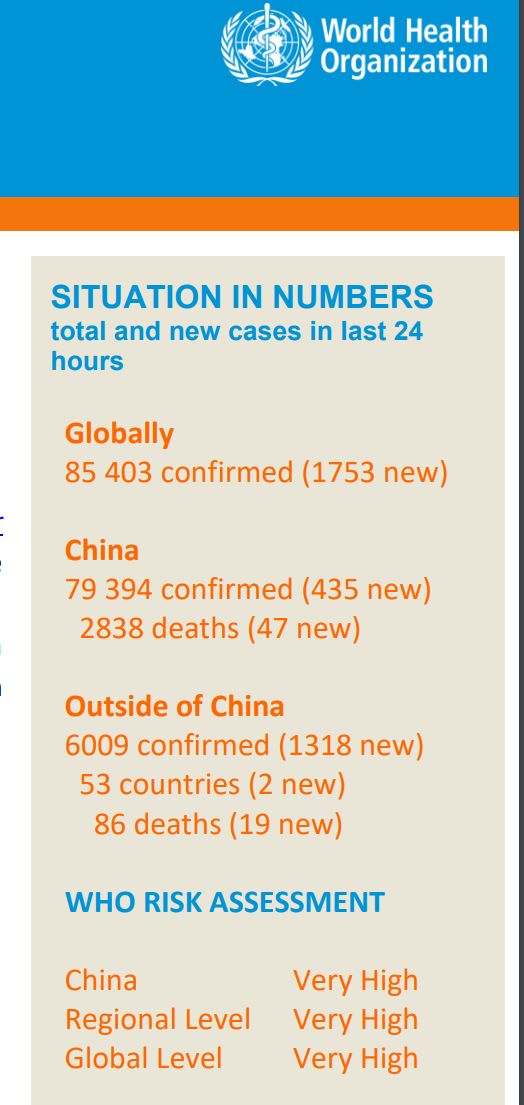 World Health
Organization
SITUATION IN NUMBERS
total and new cases in last 24
hours
Globally
85 403 confirmed (1753 new)
China
79 394 confirmed (435 new)
2838 deaths (47 new)
Outside of China
6009 confirmed (1318 new)
53 countries (2 new)
86 deaths (19 new)
WHO RISK ASSESSMENT
China Very High
Regional Level Very High
Global Level Very High